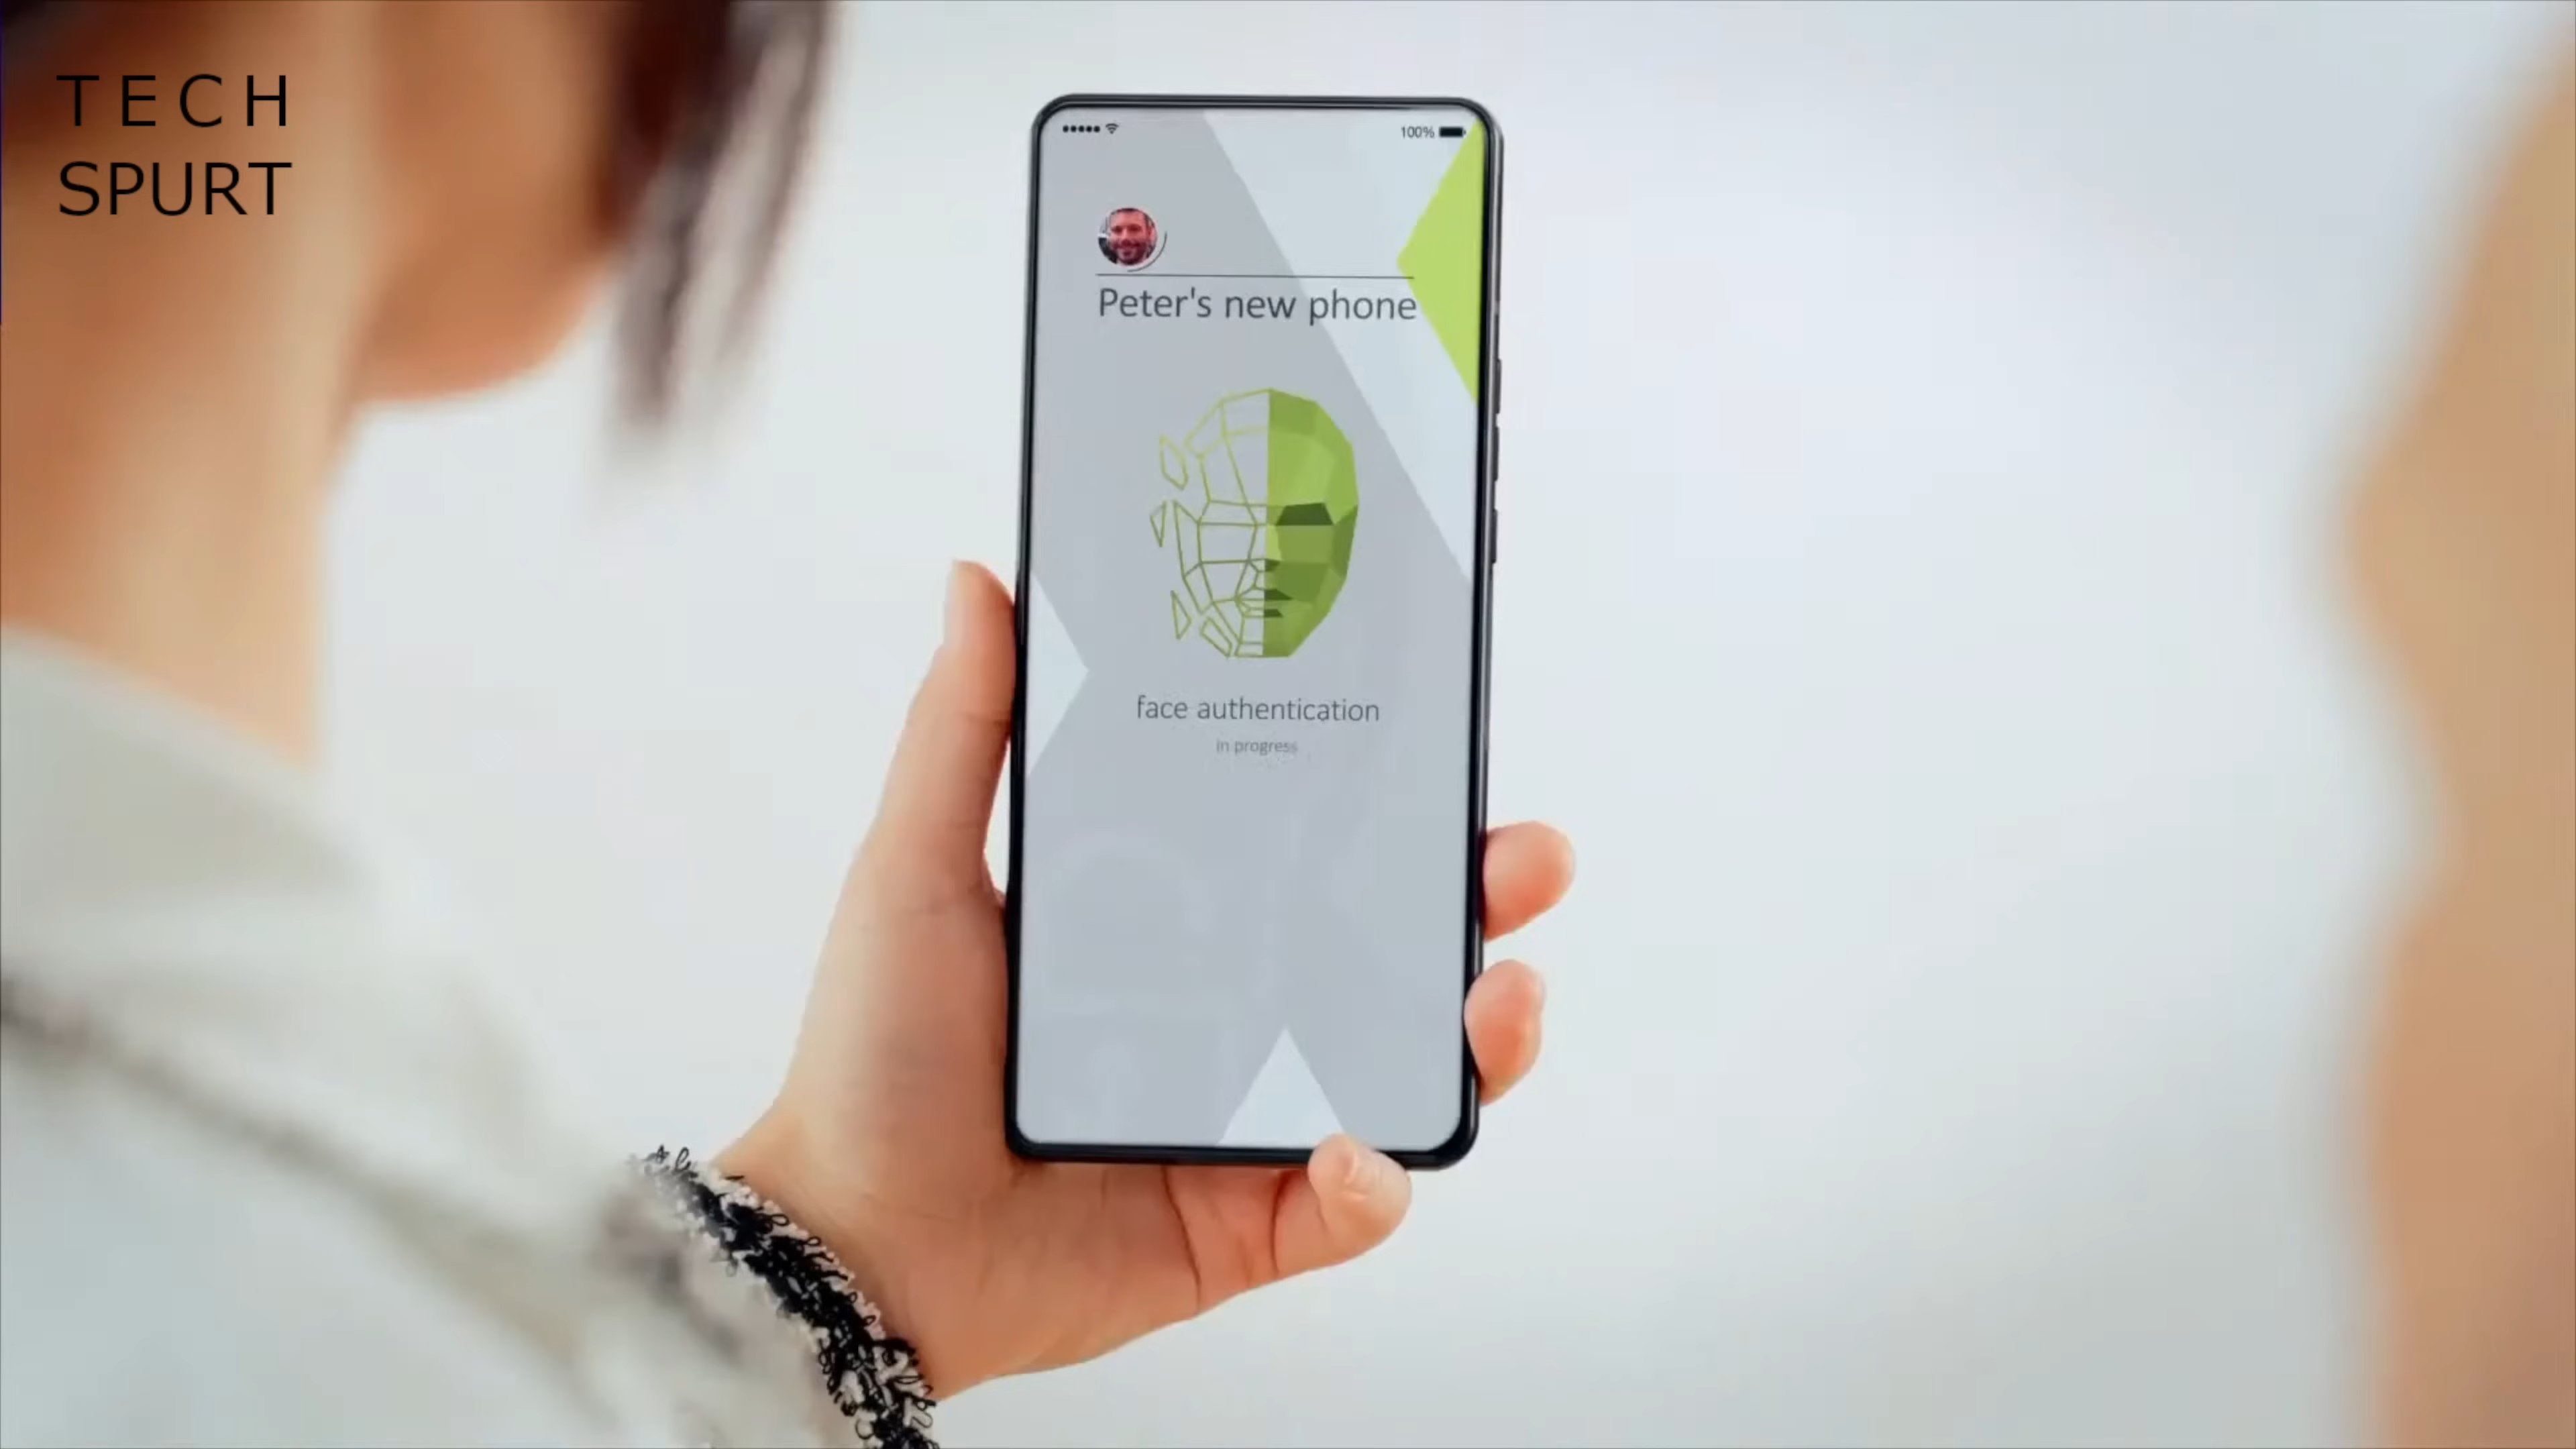 TECH
SPURT
100%
Peter's new phone
face authentication
in progress